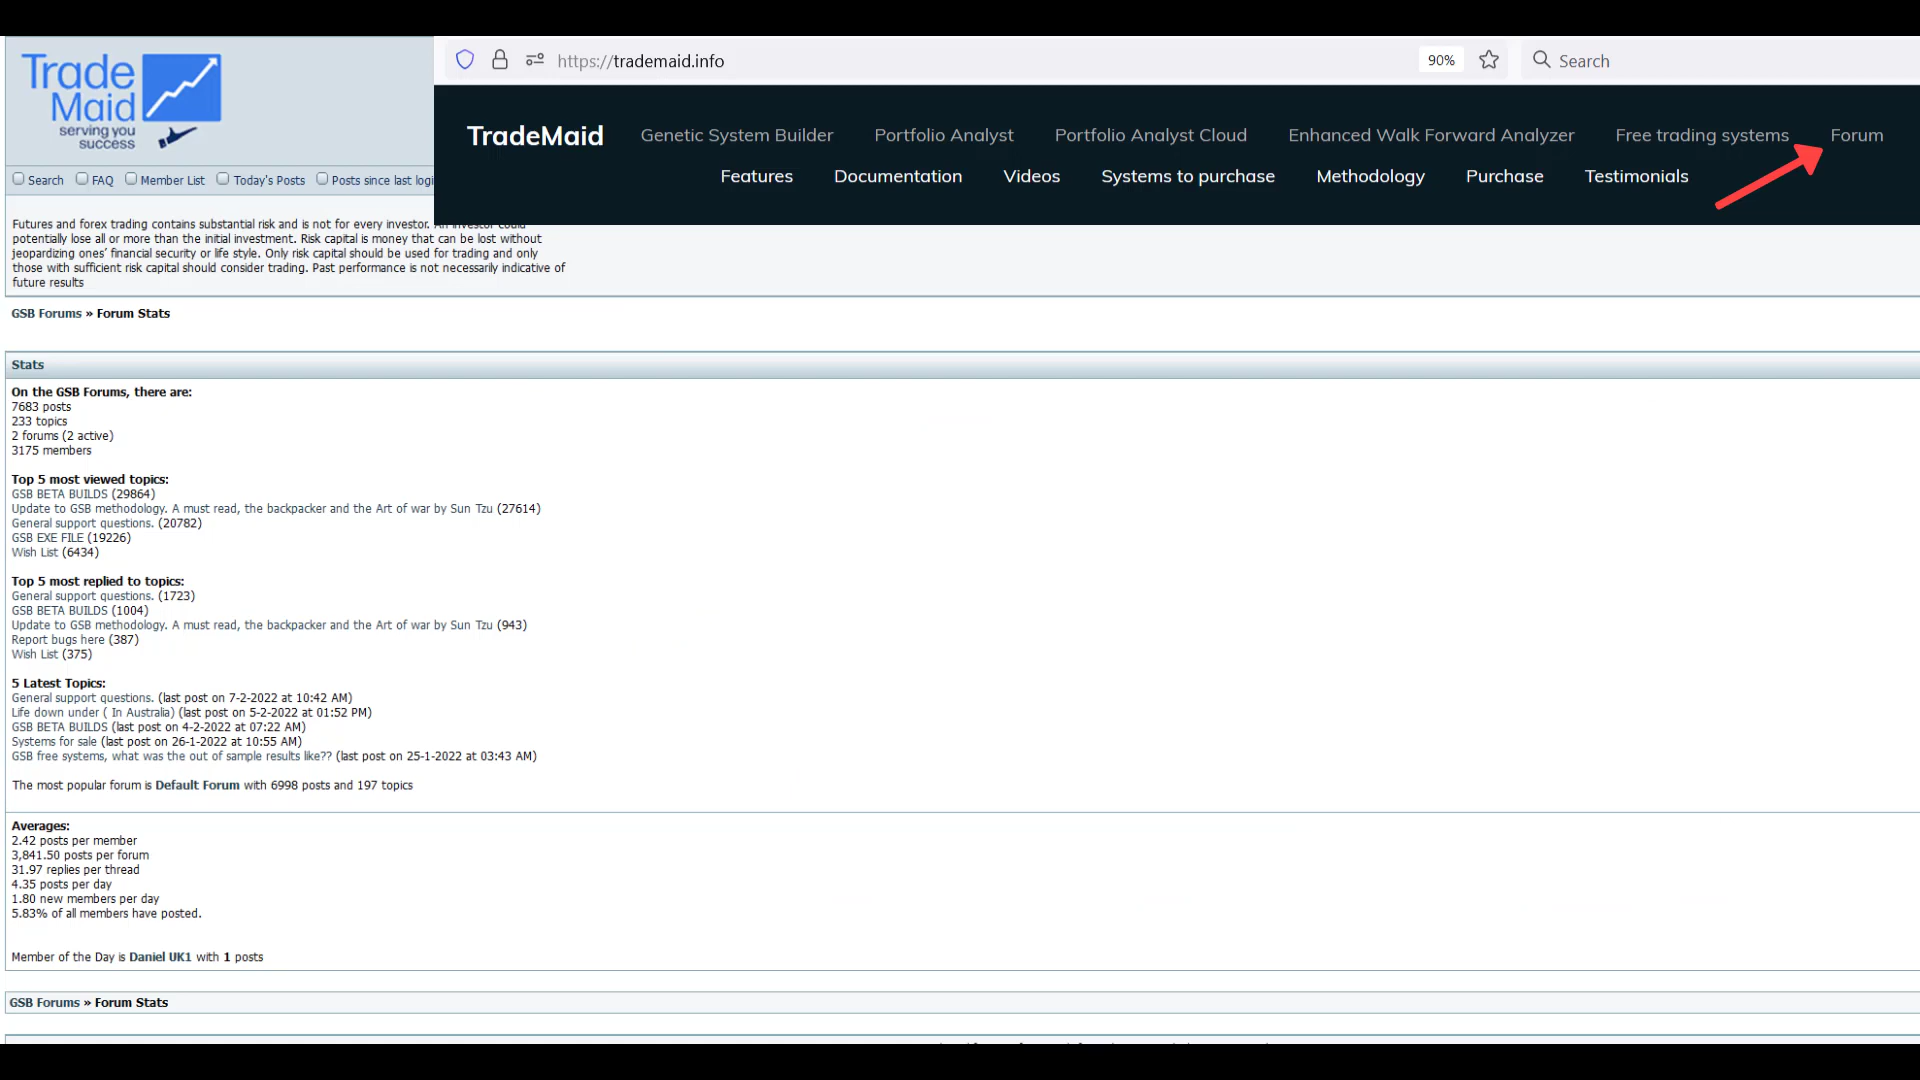 Trade
Maid
serving you
success
https://trademaid.info
90%
Search
TradeMaid Genetic System Builder Portfolio Analyst Portfolio Analyst Cloud Enhanced Walk Forward Analyzer Free trading systems Forum
Features Documentation Videos Systems to purchase Methodology Purchase Testimonials
Search FAQ Member List Today's Posts Posts since last logi
Futures and forex trading contains substantial risk and is not for every investor. An investor could
potentially lose all or more than the initial investment. Risk capital is money that can be lost without
jeopardizing ones’ financial security or life style. Only risk capital should be used for trading and only
those with sufficient risk capital should consider trading. Past performance is not necessarily indicative of
future results
GSB Forums » Forum Stats
Stats
On the GSB Forums, there are:
7683 posts
233 topics
2 forums (2 active)
3175 members
Top 5 most viewed topics:
GSB BETA BUILDS (29864)
Update to GSB methodology. A must read, the backpacker and the Art of war by Sun Tzu (27614)
General support questions. (20782)
GSB EXE FILE (19226)
Wish List (6434)
Top 5 most replied to topics:
General support questions. (1723)
GSB BETA BUILDS (1004)
Update to GSB methodology. A must read, the backpacker and the Art of war by Sun Tzu (943)
Report bugs here (387)
Wish List (375)
5 Latest Topics:
General support questions. (last post on 7-2-2022 at 10:42 AM)
Life down under ( In Australia) (last post on 5-2-2022 at 01:52 PM)
GSB BETA BUILDS (last post on 4-2-2022 at 07:22 AM)
Systems for sale (last post on 26-1-2022 at 10:55 AM)
GSB free systems, what was the out of sample results like?? (last post on 25-1-2022 at 03:43 AM)
The most popular forum is Default Forum with 6998 posts and 197 topics
Averages:
2.42 posts per member
3,841.50 posts per forum
31.97 replies per thread
4.35 posts per day
1.80 new members per day
5.83% of all members have posted.
Member of the Day is Daniel UK1 with 1 posts
GSB Forums » Forum Stats